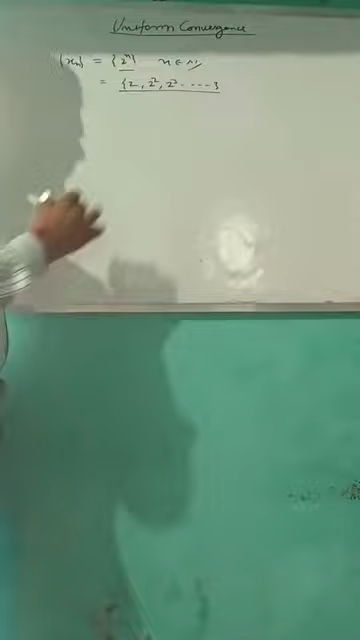 Uniform Convergence
{xn} = {2ⁿ} n ∈ N
= {2, 2², 2³ ----- }